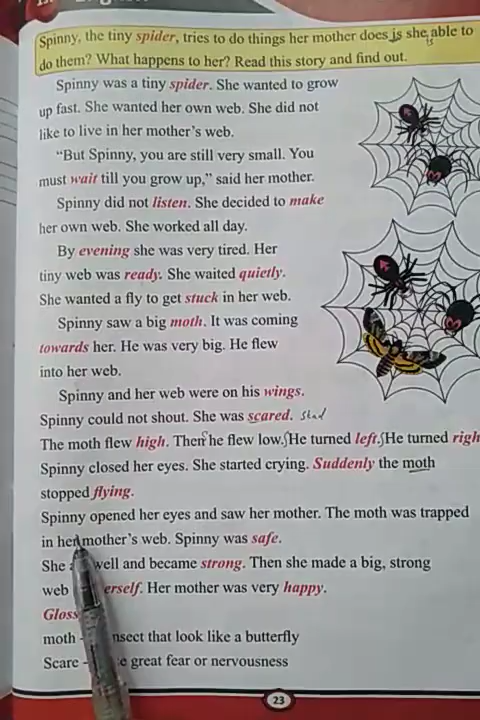 Spinny, the tiny spider, tries to do things her mother does is she able to
is
do them? What happens to her? Read this story and find out.
Spinny was a tiny spider. She wanted to grow
up fast. She wanted her own web. She did not
like to live in her mother's web.
"But Spinny, you are still very small. You
must wait till you grow up," said her mother.
Spinny did not listen. She decided to make
her own web. She worked all day.
By evening she was very tired. Her
tiny web was ready. She waited quietly.
She wanted a fly to get stuck in her web.
Spinny saw a big moth. It was coming
towards her. He was very big. He flew
into her web.
Spinny and her web were on his wings.
Spinny could not shout. She was scared.
The moth flew high. Then he flew low. He turned left. He turned righ
Spinny closed her eyes. She started crying. Suddenly the moth
stopped flying.
Spinny opened her eyes and saw her mother. The moth was trapped
in her mother's web. Spinny was safe.
She well and became strong. Then she made a big, strong
web erself. Her mother was very happy.
Gloss
moth - nsect that look like a butterfly
Scare - e great fear or nervousness
23